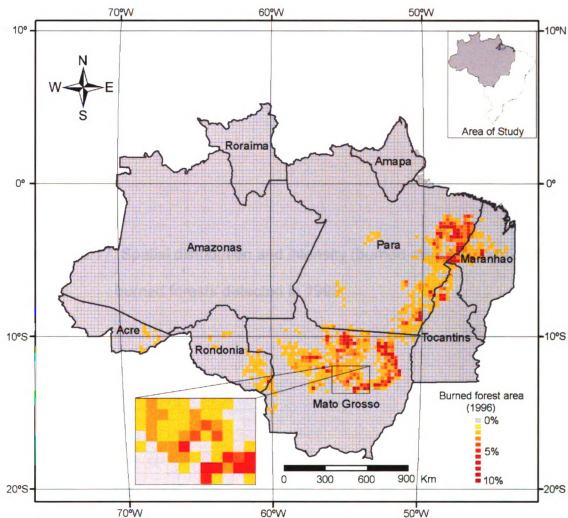 70°W 60°W 50°W
10° 10°N
N
W E
S
Area of Study
Roraima
Amapa
0° 0°
Amazonas
Para
Maranhao
Acre
10°S 10°S
Rondonia
Tocantins
Mato Grosso
Burned forest area
(1996)
0%
5%
10%
0 300 600 900 Km
20°S 20°S
70°W 60°W 50°W